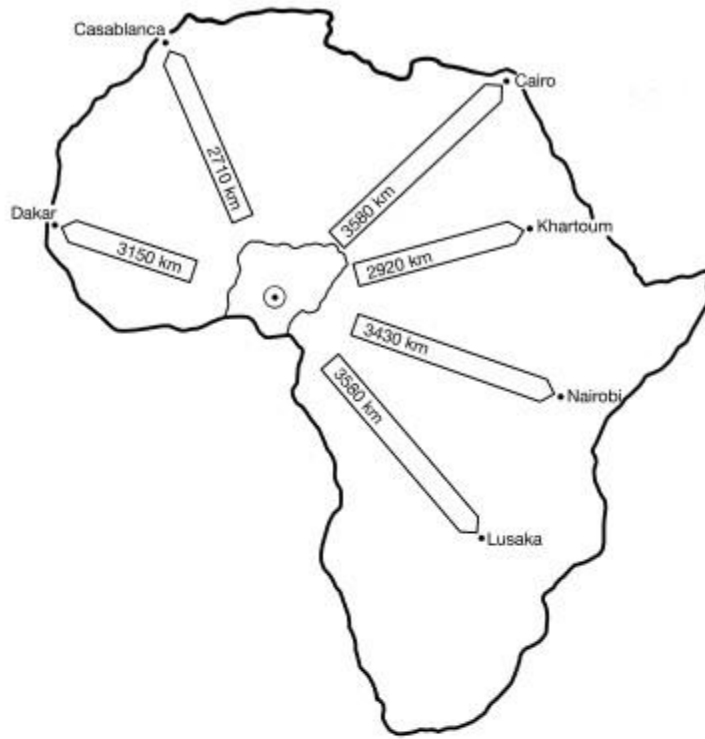 Casablanca
Cairo
2710 km
3580 km
Dakar
Khartoum
3150 km
2920 km
3430 km
3580 km
Nairobi
Lusaka